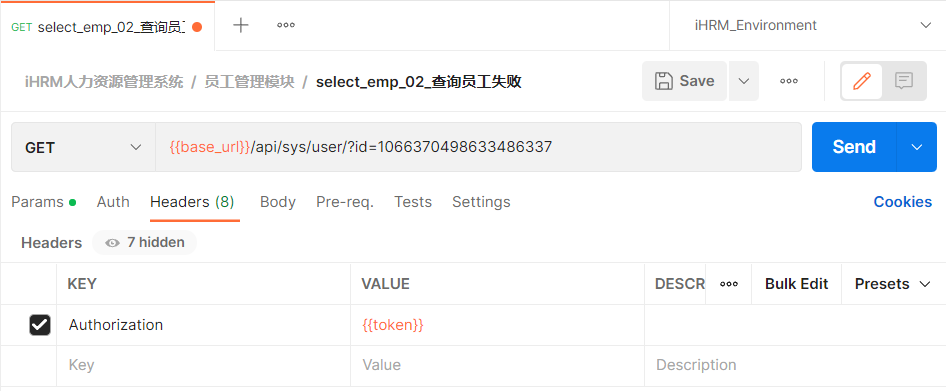 GET select_emp_02_查询员工 iHRM_Environment
iHRM人力资源管理系统 / 员工管理模块 / select_emp_02_查询员工失败 Save
GET {{base_url}}/api/sys/user/?id=1066370498633486337 Send
Params Auth Headers (8) Body Pre-req. Tests Settings Cookies
Headers 7 hidden
KEY VALUE DESCR Bulk Edit Presets
Authorization {{token}}
Key Value Description